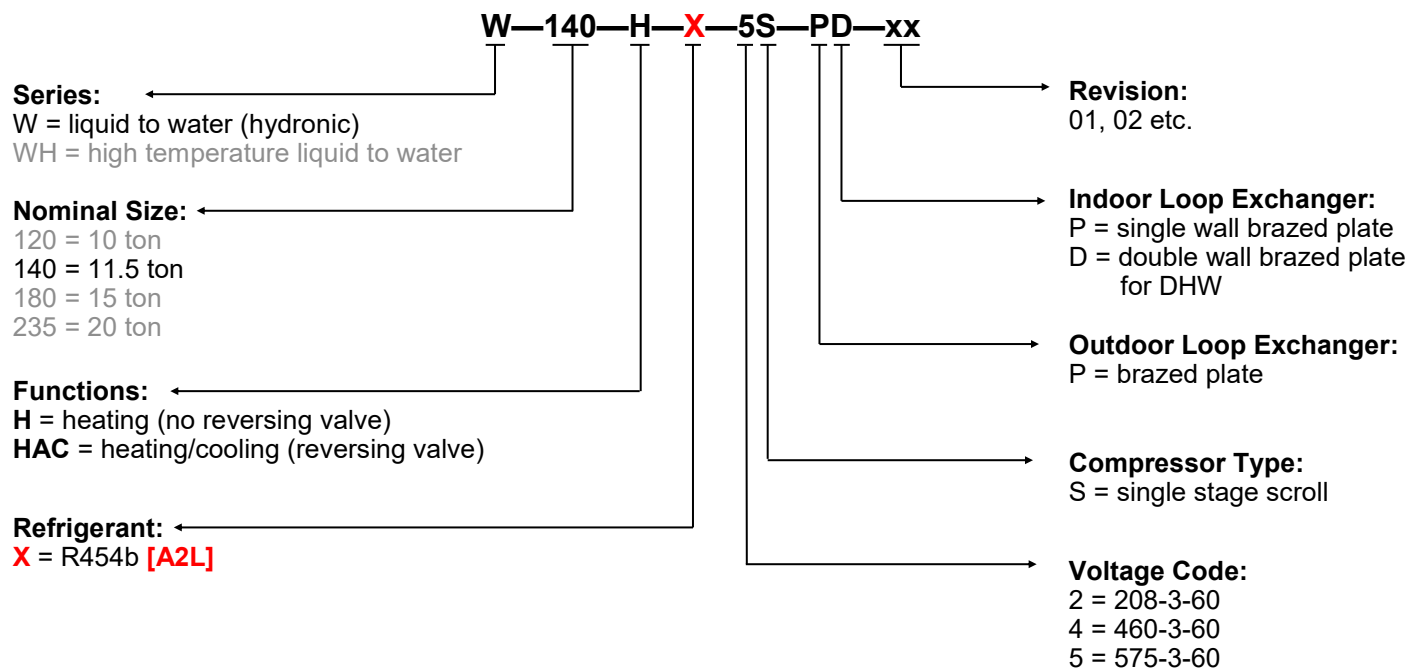 W—140—H—X—5S—PD—xx
Series:
W = liquid to water (hydronic)
WH = high temperature liquid to water
Nominal Size:
120 = 10 ton
140 = 11.5 ton
180 = 15 ton
235 = 20 ton
Functions:
H = heating (no reversing valve)
HAC = heating/cooling (reversing valve)
Refrigerant:
X = R454b [A2L]
Revision:
01, 02 etc.
Indoor Loop Exchanger:
P = single wall brazed plate
D = double wall brazed plate
for DHW
Outdoor Loop Exchanger:
P = brazed plate
Compressor Type:
S = single stage scroll
Voltage Code:
2 = 208-3-60
4 = 460-3-60
5 = 575-3-60